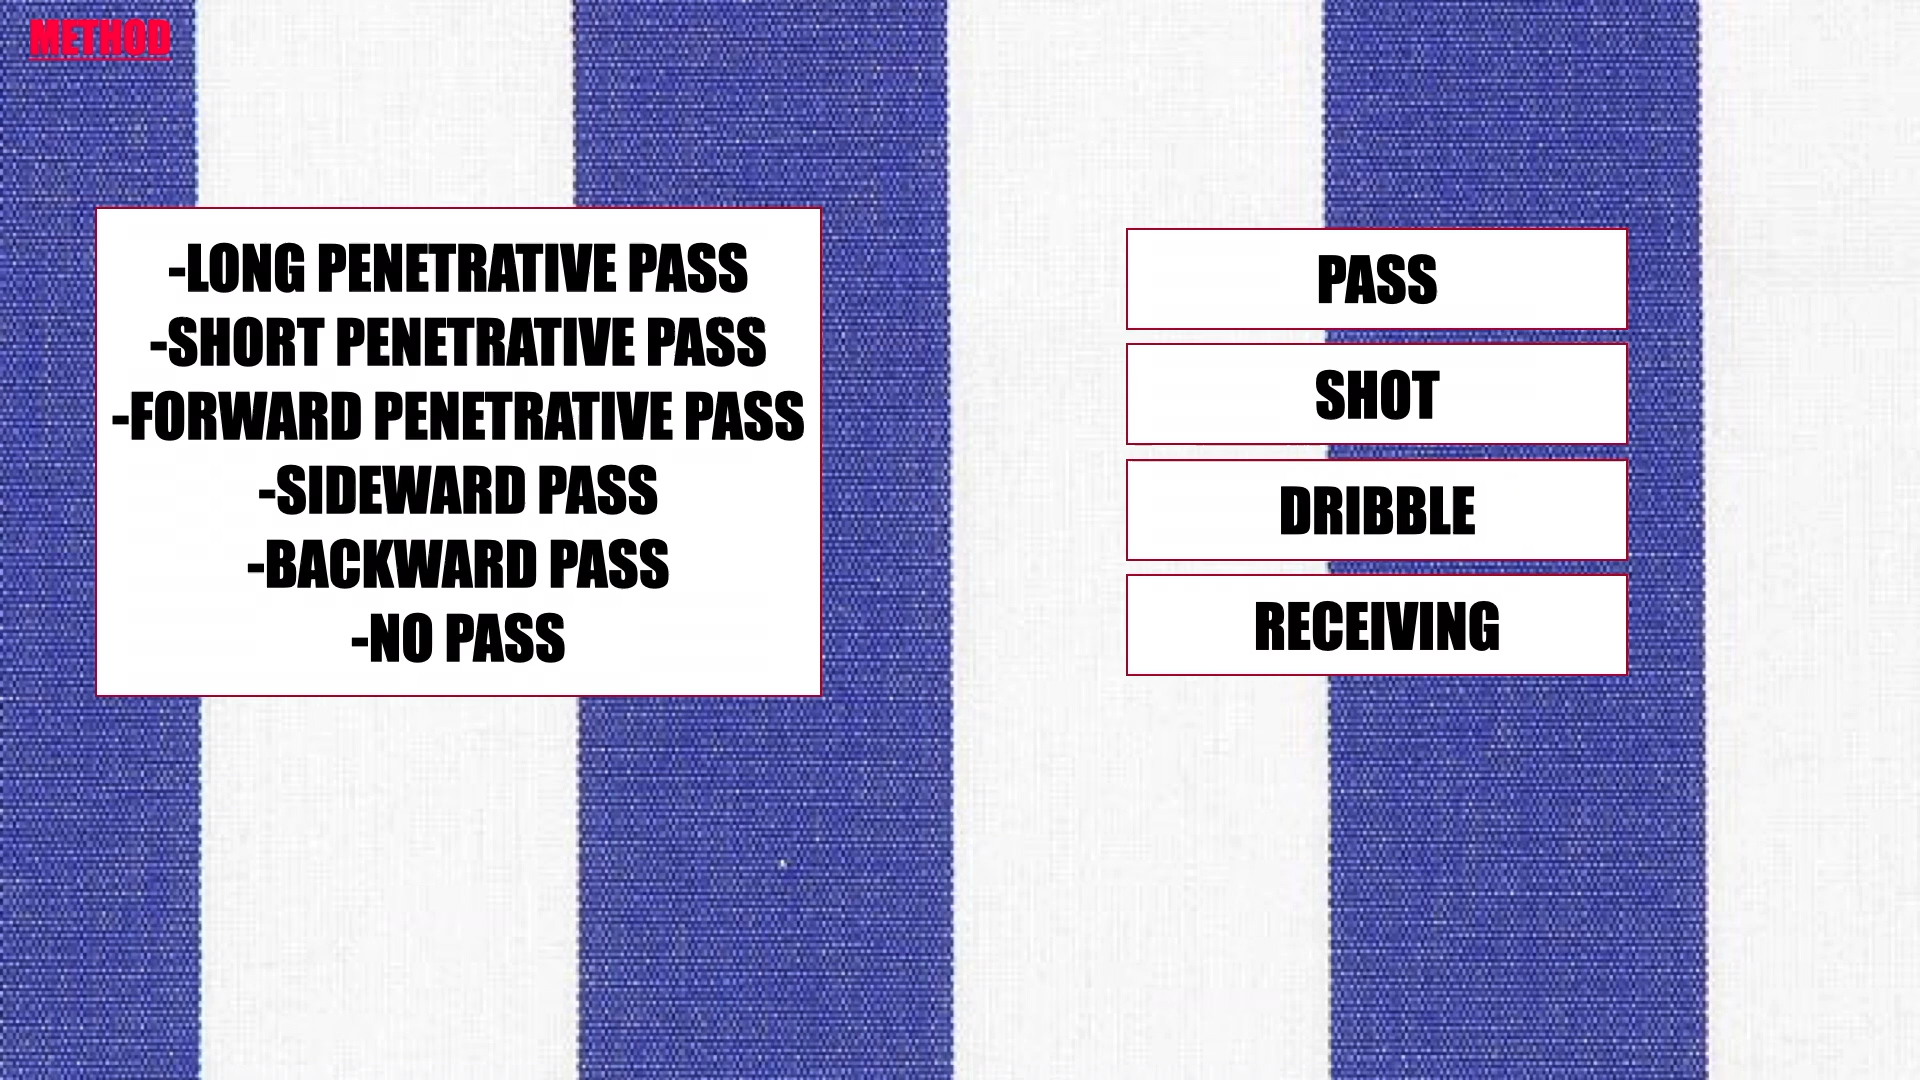 METHOD
-LONG PENETRATIVE PASS
-SHORT PENETRATIVE PASS
-FORWARD PENETRATIVE PASS
-SIDEWARD PASS
-BACKWARD PASS
-NO PASS
PASS
SHOT
DRIBBLE
RECEIVING